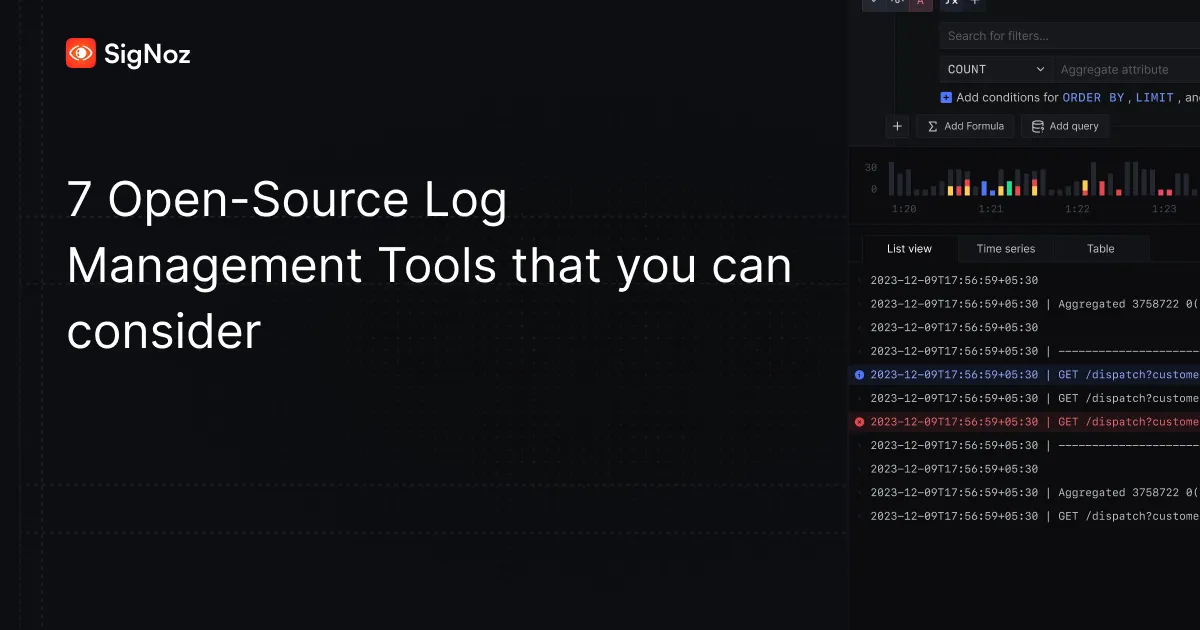 SigNoz
7 Open-Source Log
Management Tools that you can
consider
Search for filters...
COUNT
Aggregate attribute
Add conditions for ORDER BY, LIMIT, an
+
Add Formula
Add query
30
0
1:20 1:21 1:22 1:23
List view Time series Table
2023-12-09T17:56:59+05:30
2023-12-09T17:56:59+05:30 | Aggregated 3758722 0(
2023-12-09T17:56:59+05:30
2023-12-09T17:56:59+05:30 | ---------------------
2023-12-09T17:56:59+05:30 | GET /dispatch?custome
2023-12-09T17:56:59+05:30 | GET /dispatch?custome
2023-12-09T17:56:59+05:30 | GET /dispatch?custome
2023-12-09T17:56:59+05:30 | ---------------------
2023-12-09T17:56:59+05:30
2023-12-09T17:56:59+05:30 | Aggregated 3758722 0(
2023-12-09T17:56:59+05:30 | GET /dispatch?custome